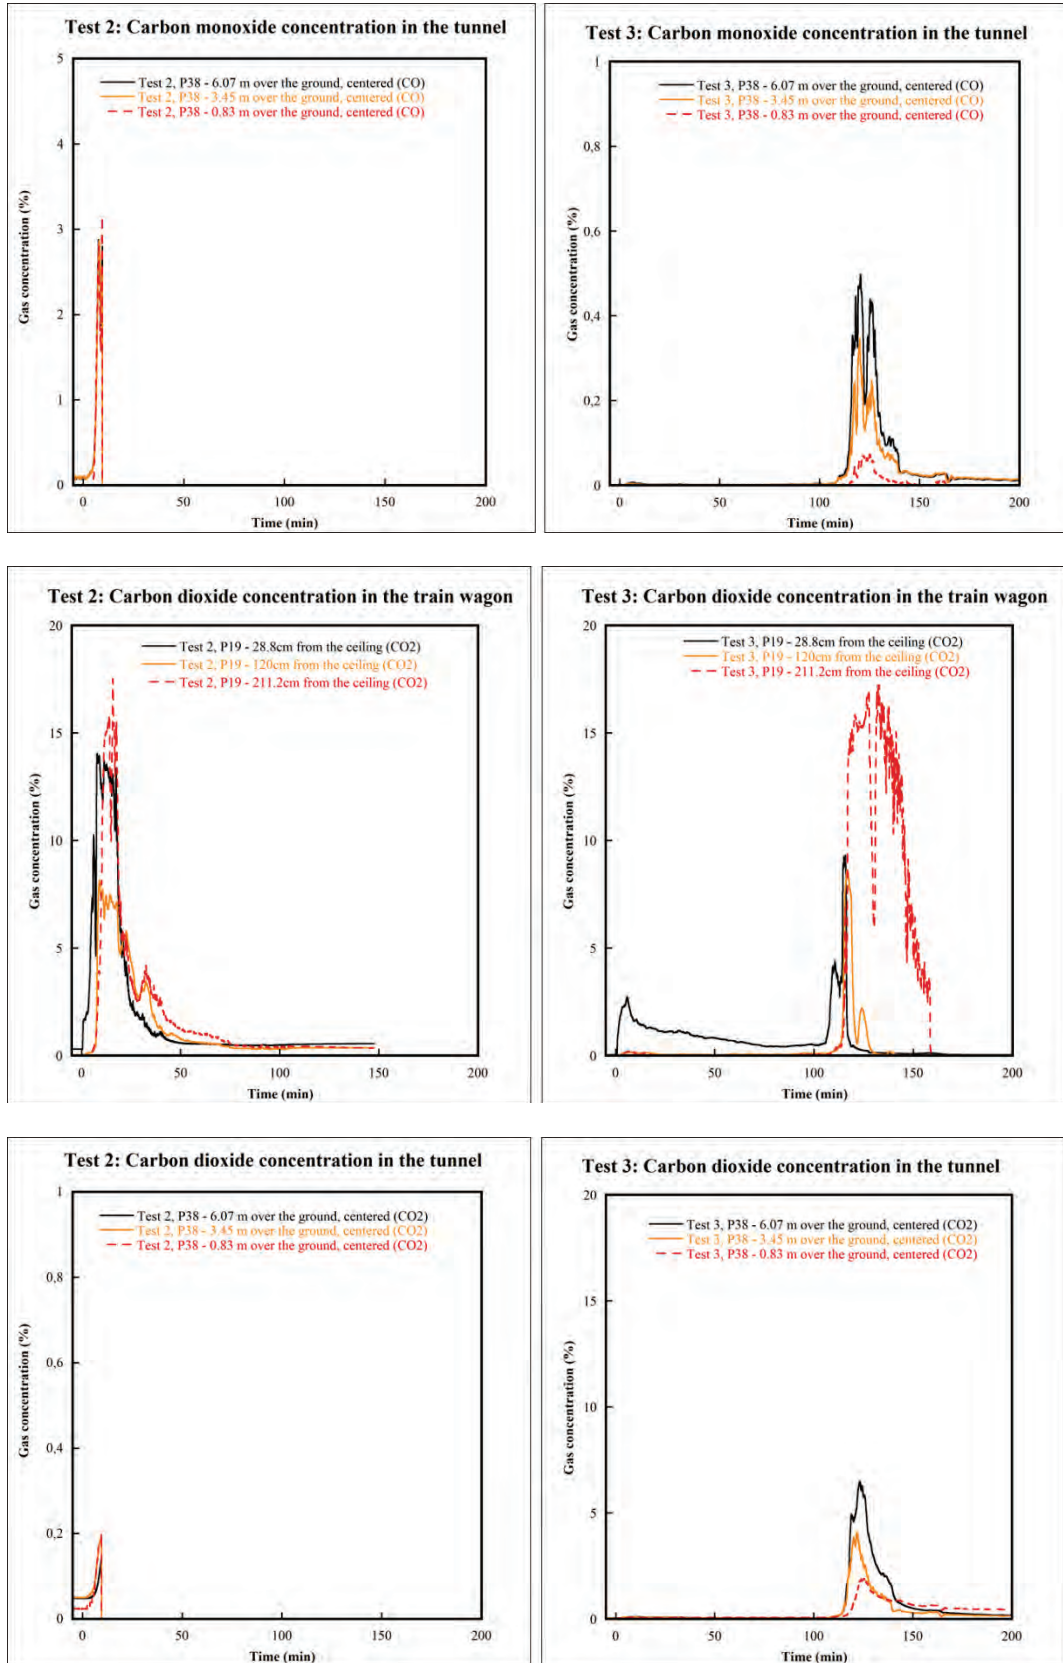 Test 2: Carbon monoxide concentration in the tunnel
5
4
3
2
1
0
Gas concentration (%)
Test 2, P38 - 6.07 m over the ground, centered (CO)
Test 2, P38 - 3.45 m over the ground, centered (CO)
Test 2, P38 - 0.83 m over the ground, centered (CO)
0 50 100 150 200
Time (min)
Test 3: Carbon monoxide concentration in the tunnel
1
0,8
0,6
0,4
0,2
0
Gas concentration (%)
Test 3, P38 - 6.07 m over the ground, centered (CO)
Test 3, P38 - 3.45 m over the ground, centered (CO)
Test 3, P38 - 0.83 m over the ground, centered (CO)
0 50 100 150 200
Time (min)
Test 2: Carbon dioxide concentration in the train wagon
20
15
10
5
0
Gas concentration (%)
Test 2, P19 - 28.8cm from the ceiling (CO2)
Test 2, P19 - 120cm from the ceiling (CO2)
Test 2, P19 - 211.2cm from the ceiling (CO2)
0 50 100 150 200
Time (min)
Test 3: Carbon dioxide concentration in the train wagon
20
15
10
5
0
Gas concentration (%)
Test 3, P19 - 28.8cm from the ceiling (CO2)
Test 3, P19 - 120cm from the ceiling (CO2)
Test 3, P19 - 211.2cm from the ceiling (CO2)
0 50 100 150 200
Time (min)
Test 2: Carbon dioxide concentration in the tunnel
1
0,8
0,6
0,4
0,2
0
Gas concentration (%)
Test 2, P38 - 6.07 m over the ground, centered (CO2)
Test 2, P38 - 3.45 m over the ground, centered (CO2)
Test 2, P38 - 0.83 m over the ground, centered (CO2)
0 50 100 150 200
Time (min)
Test 3: Carbon dioxide concentration in the tunnel
20
15
10
5
0
Gas concentration (%)
Test 3, P38 - 6.07 m over the ground, centered (CO2)
Test 3, P38 - 3.45 m over the ground, centered (CO2)
Test 3, P38 - 0.83 m over the ground, centered (CO2)
0 50 100 150 200
Time (min)